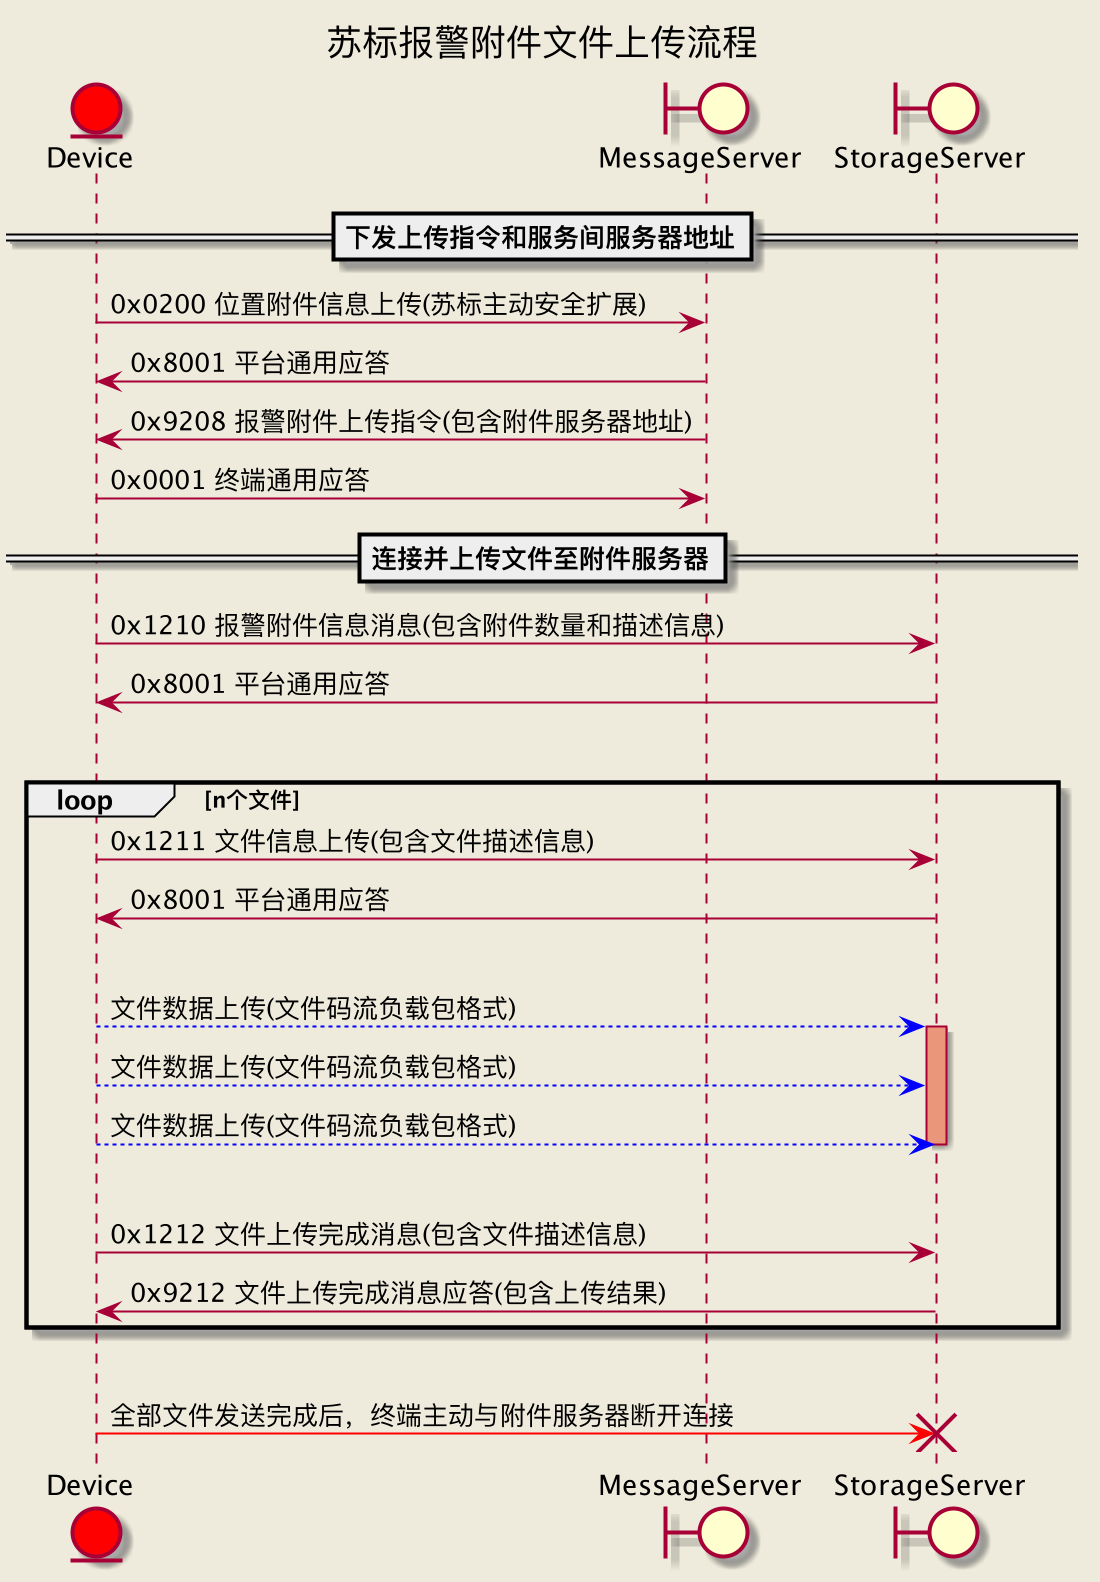 苏标报警附件文件上传流程
Device
MessageServer
StorageServer
下发上传指令和服务间服务器地址
0x0200 位置附件信息上传(苏标主动安全扩展)
0x8001 平台通用应答
0x9208 报警附件上传指令(包含附件服务器地址)
0x0001 终端通用应答
连接并上传文件至附件服务器
0x1210 报警附件信息消息(包含附件数量和描述信息)
0x8001 平台通用应答
loop
[n个文件]
0x1211 文件信息上传(包含文件描述信息)
0x8001 平台通用应答
文件数据上传(文件码流负载包格式)
文件数据上传(文件码流负载包格式)
文件数据上传(文件码流负载包格式)
0x1212 文件上传完成消息(包含文件描述信息)
0x9212 文件上传完成消息应答(包含上传结果)
全部文件发送完成后，终端主动与附件服务器断开连接
Device
MessageServer
StorageServer